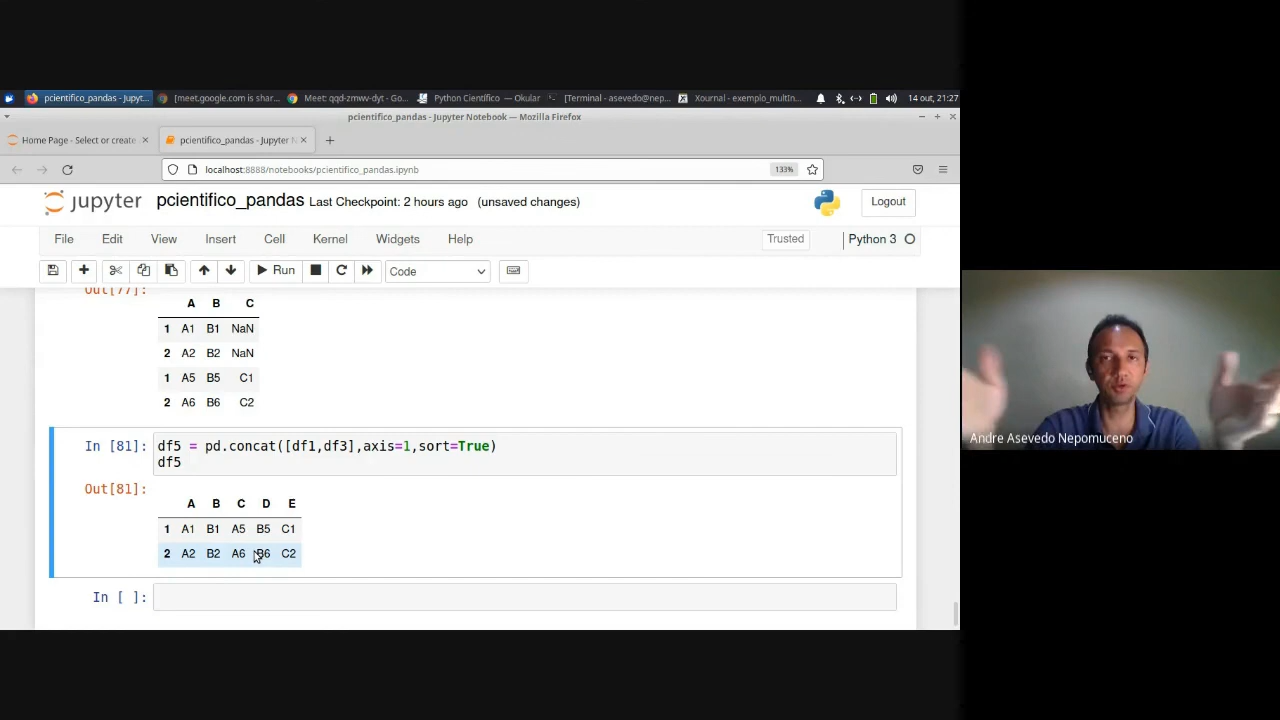 pcientifico_pandas - Jupyt...
[meet.google.com is shar...
Meet: qqd-zmwv-dyt - Go...
Python Científico — Okular
[Terminal - asevedo@nep...
Xournal - exemplo_multIn...
14 out, 21:27
pcientifico_pandas - Jupyter Notebook — Mozilla Firefox
Home Page - Select or create
pcientifico_pandas - Jupyter N
localhost:8888/notebooks/pcientifico_pandas.ipynb
133%
jupyter pcientifico_pandas Last Checkpoint: 2 hours ago (unsaved changes)
Logout
File Edit View Insert Cell Kernel Widgets Help
Trusted
Python 3
Run
Code
Out[77]:
A B C
1 A1 B1 NaN
2 A2 B2 NaN
1 A5 B5 C1
2 A6 B6 C2
In [81]: df5 = pd.concat([df1,df3],axis=1,sort=True)
df5
Out[81]:
A B C D E
1 A1 B1 A5 B5 C1
2 A2 B2 A6 B6 C2
In [ ]:
Andre Asevedo Nepomuceno